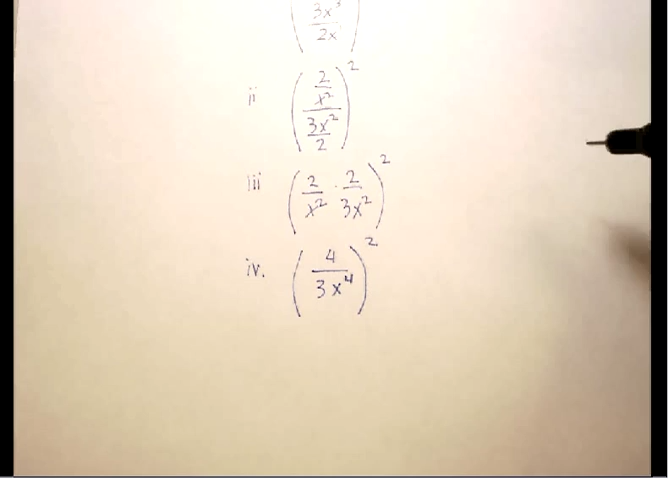 (3x³/2x)
ii ((2/x²)/(3x²/2))²
iii (2/x² · 2/3x²)²
iv. (4/3x⁴)²